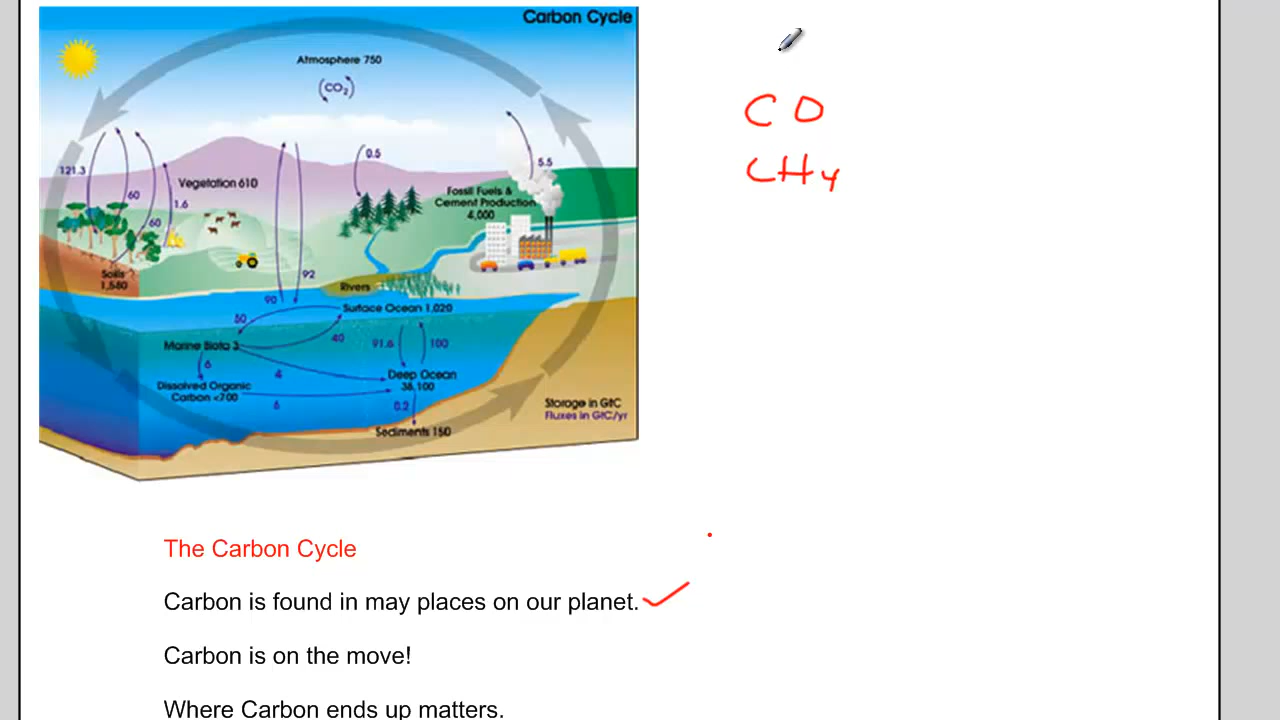 Carbon Cycle
Atmosphere 750
(CO₂)
121.3
60
60
1.6
Vegetation 610
0.5
5.5
Fossil Fuels &
Cement Production
4,000
Soils
1,580
92
90
Rivers
Surface Ocean 1,020
50
40
91.6
100
Marine Biota 3
6
4
Deep Ocean
38,100
Dissolved Organic
Carbon <700
6
0.2
Sediments 150
Storage in GtC
Fluxes in GtC/yr
CO
CH4
The Carbon Cycle
Carbon is found in may places on our planet.
Carbon is on the move!
Where Carbon ends up matters.